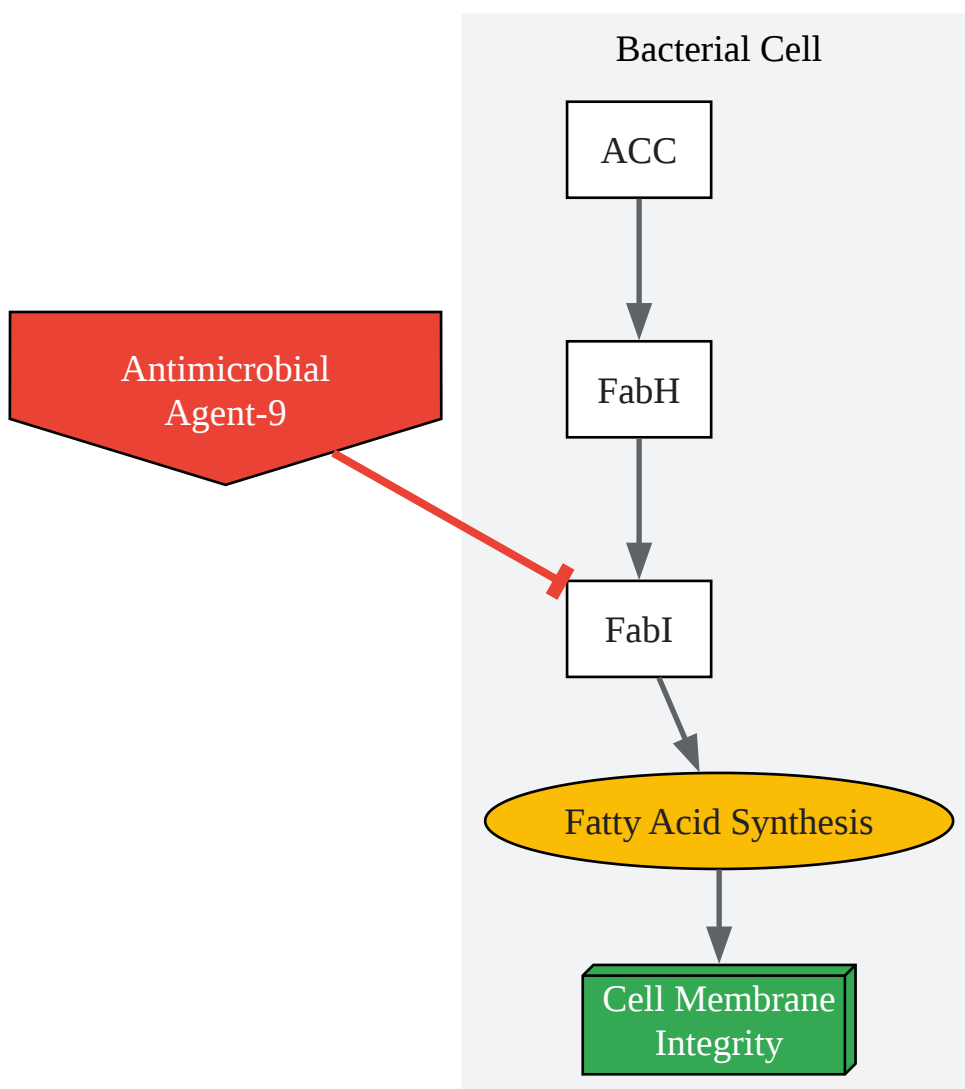 Bacterial Cell
ACC
Antimicrobial
Agent-9
FabH
FabI
Fatty Acid Synthesis
Cell Membrane
Integrity